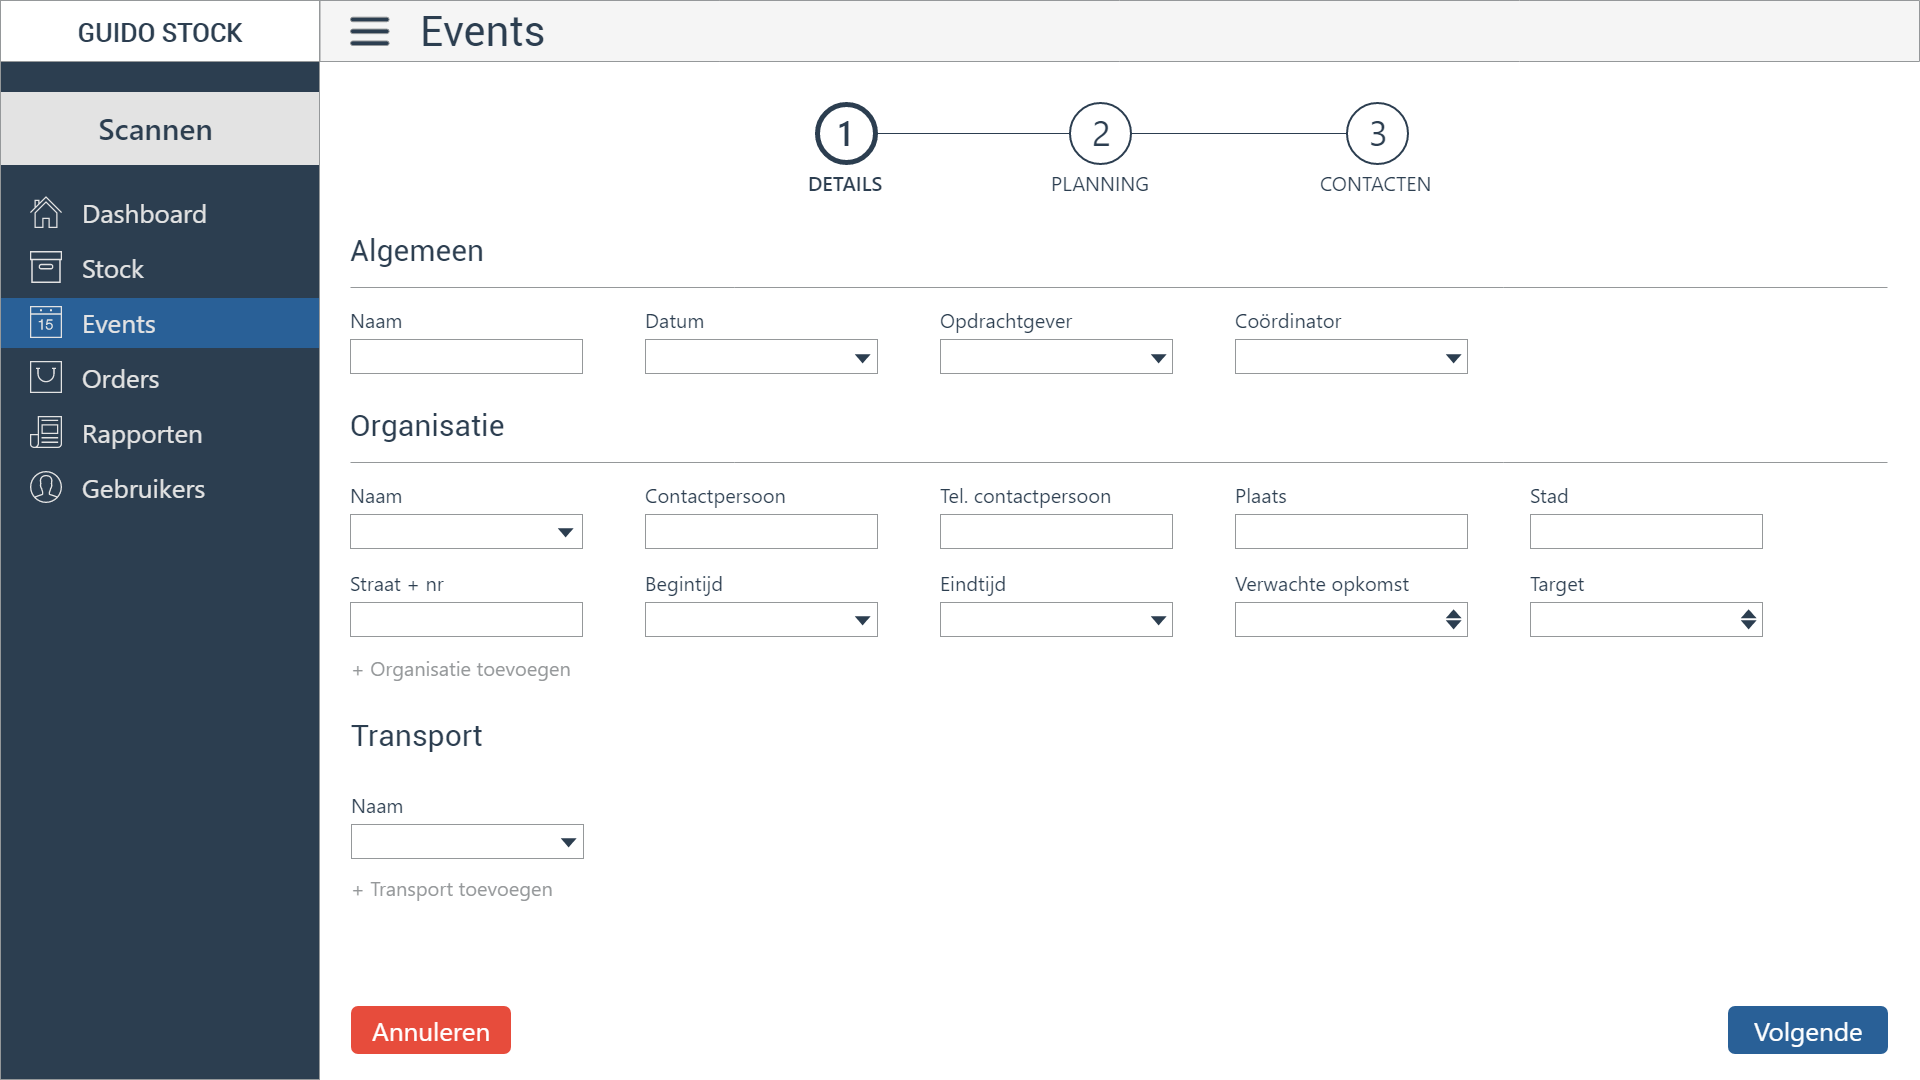 GUIDO STOCK
Events
Scannen
Dashboard
Stock
15
Events
Orders
Rapporten
Gebruikers
1
2
3
DETAILS
PLANNING
CONTACTEN
Algemeen
Naam
Datum
Opdrachtgever
Coördinator
Organisatie
Naam
Contactpersoon
Tel. contactpersoon
Plaats
Stad
Straat + nr
Begintijd
Eindtijd
Verwachte opkomst
Target
+ Organisatie toevoegen
Transport
Naam
+ Transport toevoegen
Annuleren
Volgende